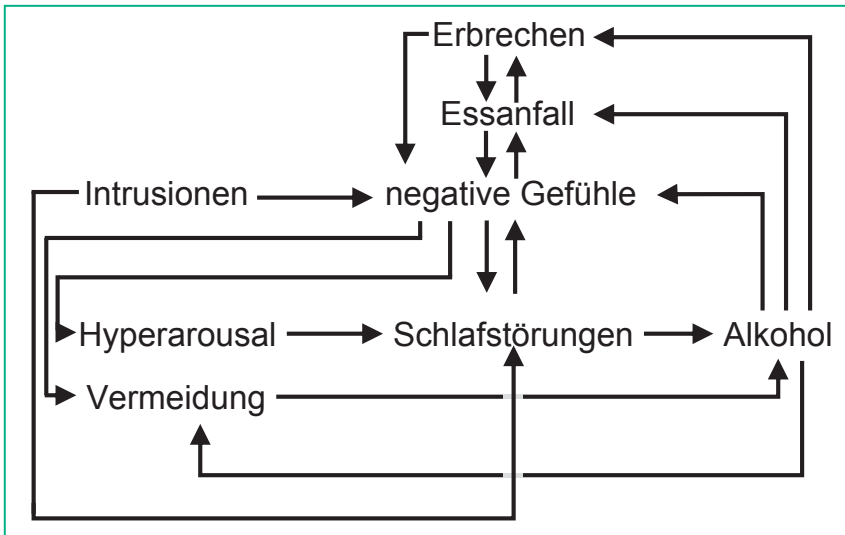 Erbrechen
Essanfall
Intrusionen negative Gefühle
Hyperarousal Schlafstörungen Alkohol
Vermeidung